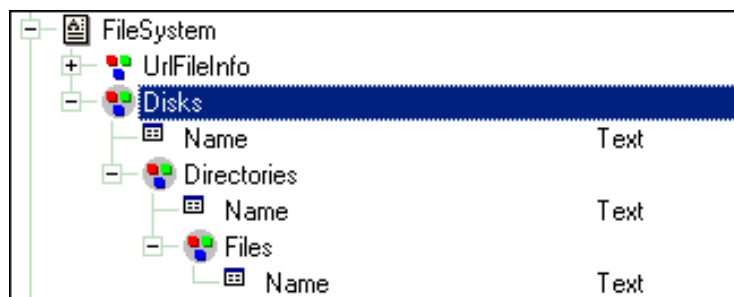 FileSystem
UrlFileInfo
Disks
Name Text
Directories
Name Text
Files
Name Text